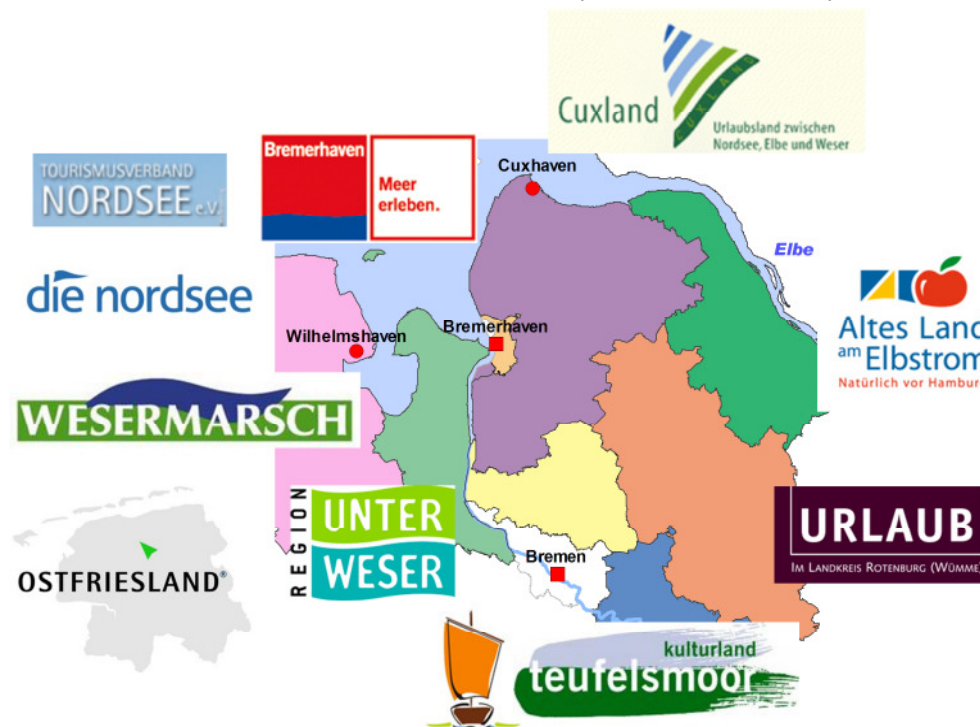 Cuxland
CUXLAND
Urlaubsland zwischen
Nordsee, Elbe und Weser
TOURISMUSVERBAND
NORDSEE e.V.
Bremerhaven
Meer
erleben.
Cuxhaven
Elbe
die nordsee
Wilhelmshaven
Bremerhaven
Altes Land
am Elbstrom
Natürlich vor Hamburg
WESERMARSCH
REGION
UNTER
WESER
OSTFRIESLAND®
Bremen
URLAUB
IM LANDKREIS ROTENBURG (WÜMME)
kulturland
teufelsmoor